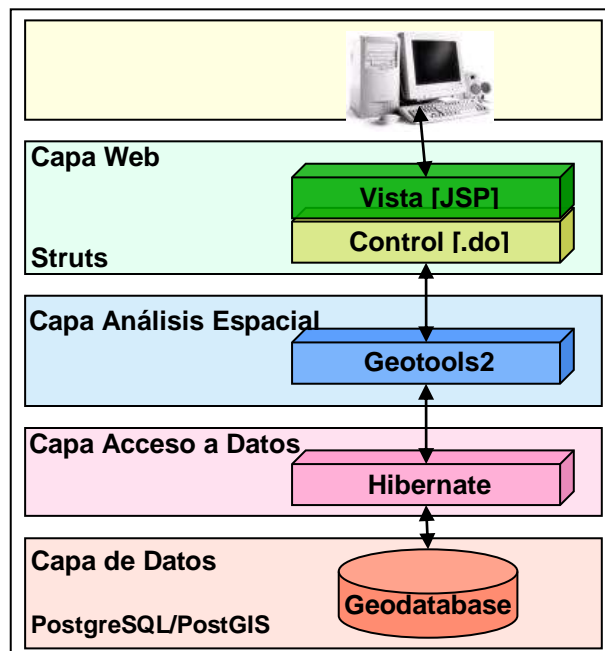 Capa Web
Vista [JSP]
Control [.do]
Struts
Capa Análisis Espacial
Geotools2
Capa Acceso a Datos
Hibernate
Capa de Datos
Geodatabase
PostgreSQL/PostGIS